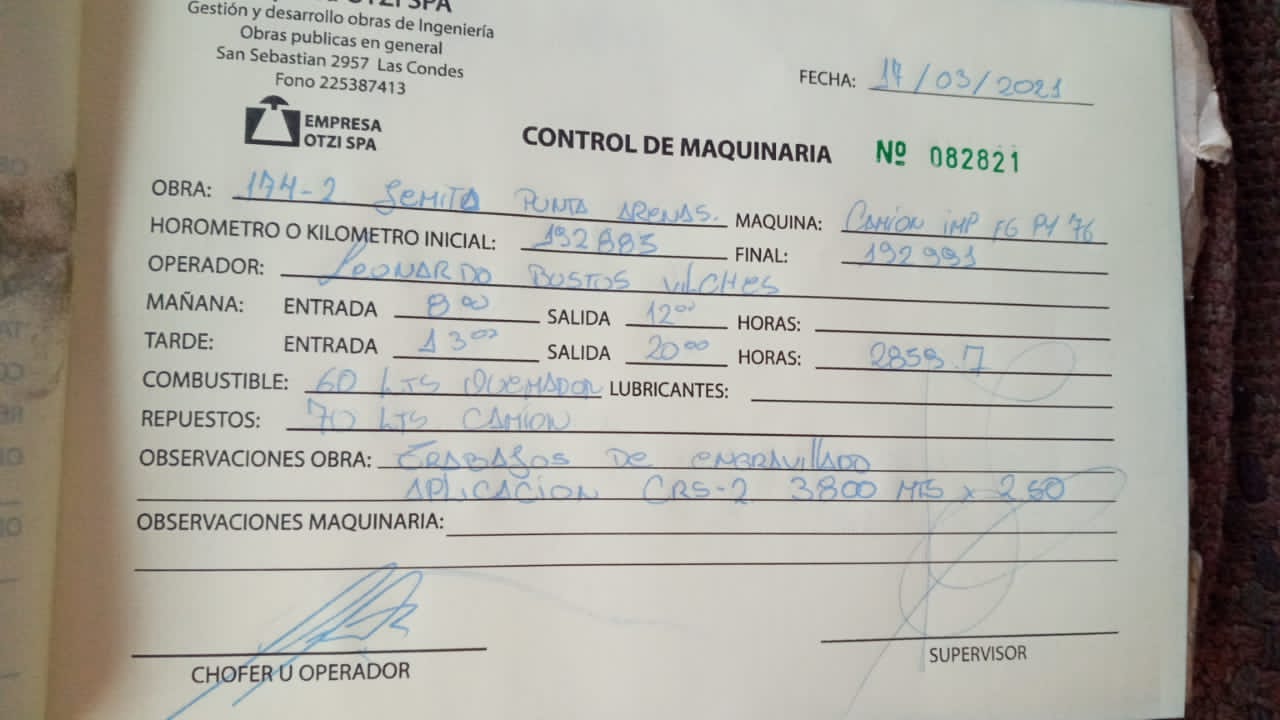 OTZI SPA
Gestión y desarrollo obras de Ingeniería
Obras publicas en general
San Sebastian 2957 Las Condes
Fono 225387413
EMPRESA
OTZI SPA
FECHA: 17/03/2021
CONTROL DE MAQUINARIA Nº 082821
OBRA: 174-2 SEMITA PUNTA ARENAS. MAQUINA: CAMION IMP FG PY 76
HOROMETRO O KILOMETRO INICIAL: 192885 FINAL: 192991
OPERADOR: LEONARDO BUSTOS VILCHES
MAÑANA: ENTRADA 8 00 SALIDA 12 00 HORAS:
TARDE: ENTRADA 13 00 SALIDA 20 00 HORAS: 2859.7
COMBUSTIBLE: 60 LTS QUEMADOR LUBRICANTES:
REPUESTOS: 70 LTS CAMION
OBSERVACIONES OBRA: TRABAJOS DE ENGRAVILLADO
APLICACION CRS-2 3800 MTS x 2.50
OBSERVACIONES MAQUINARIA:
CHOFER U OPERADOR
SUPERVISOR